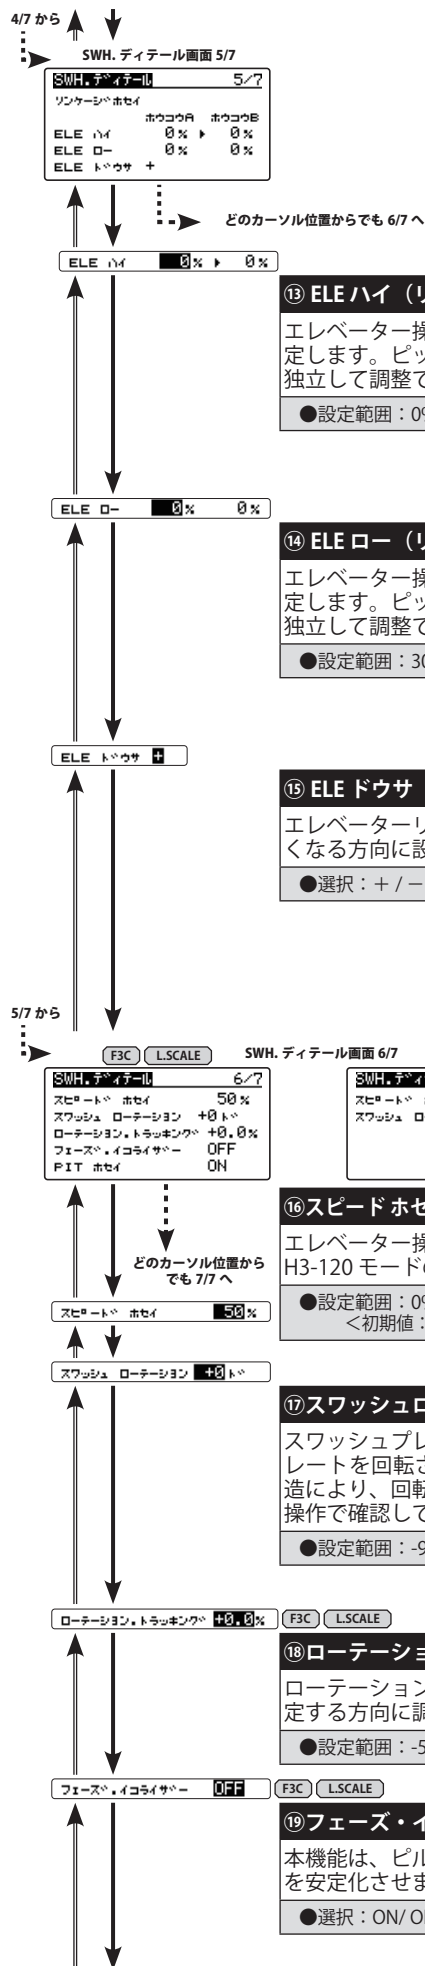 4/7 から
SWH. ディテール画面 5/7
SWH.ディテール 5/7
リンケージ ホセイ
ホウコウA ホウコウB
ELE ハイ 0% ▶ 0%
ELE ロー 0% 0%
ELE ドウサ +
どのカーソル位置からでも 6/7 へ
ELE ハイ 0% ▶ 0%
⑬ ELE ハイ（リ
エレベーター操
定します。ピッ
独立して調整で
●設定範囲：0%
ELE ロー 0% 0%
⑭ ELE ロー（リ
エレベーター操
定します。ピッ
独立して調整で
●設定範囲：30
ELE ドウサ +
⑮ ELE ドウサ
エレベーターリ
くなる方向に設
●選択：＋ / －
5/7 から
F3C L.SCALE SWH. ディテール画面 6/7
SWH.ディテール 6/7
スピード ホセイ 50%
スワッシュ ローテーション +0ド
ローテーション.トラッキング +0.0%
フェーズ.イコライザー OFF
PIT ホセイ ON
SWH.ディ
スピード
スワッシュ ロ
どのカーソル位置から
でも 7/7 へ
⑯スピード ホセ
エレベーター操
H3-120 モードの
●設定範囲：0%
＜初期値：
スピード ホセイ 50%
スワッシュ ローテーション +0ド
⑰スワッシュロ
スワッシュプレ
レートを回転さ
造により、回転
操作で確認して
●設定範囲：-9
ローテーション.トラッキング +0.0% F3C L.SCALE
⑱ローテーショ
ローテーション
定する方向に調
●設定範囲：-5
フェーズ.イコライザー OFF F3C L.SCALE
⑲フェーズ・イ
本機能は、ピル
を安定化させま
●選択：ON/ O